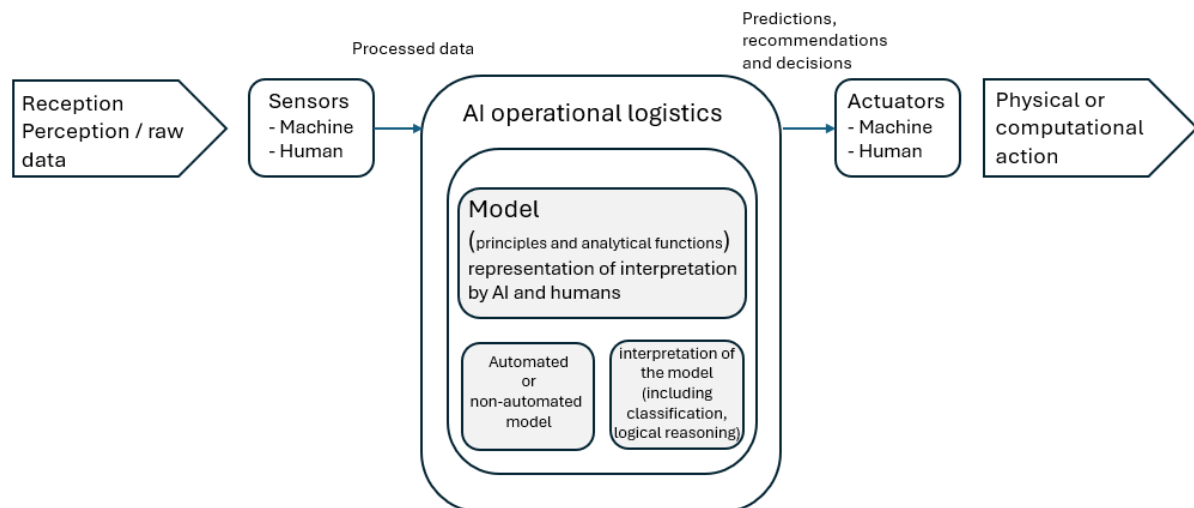 Reception
Perception / raw
data
Sensors
- Machine
- Human
Processed data
AI operational logistics
Model
(principles and analytical functions)
representation of interpretation
by AI and humans
Automated
or
non-automated
model
interpretation of
the model
(including
classification,
logical reasoning)
Predictions,
recommendations
and decisions
Actuators
- Machine
- Human
Physical or
computational
action